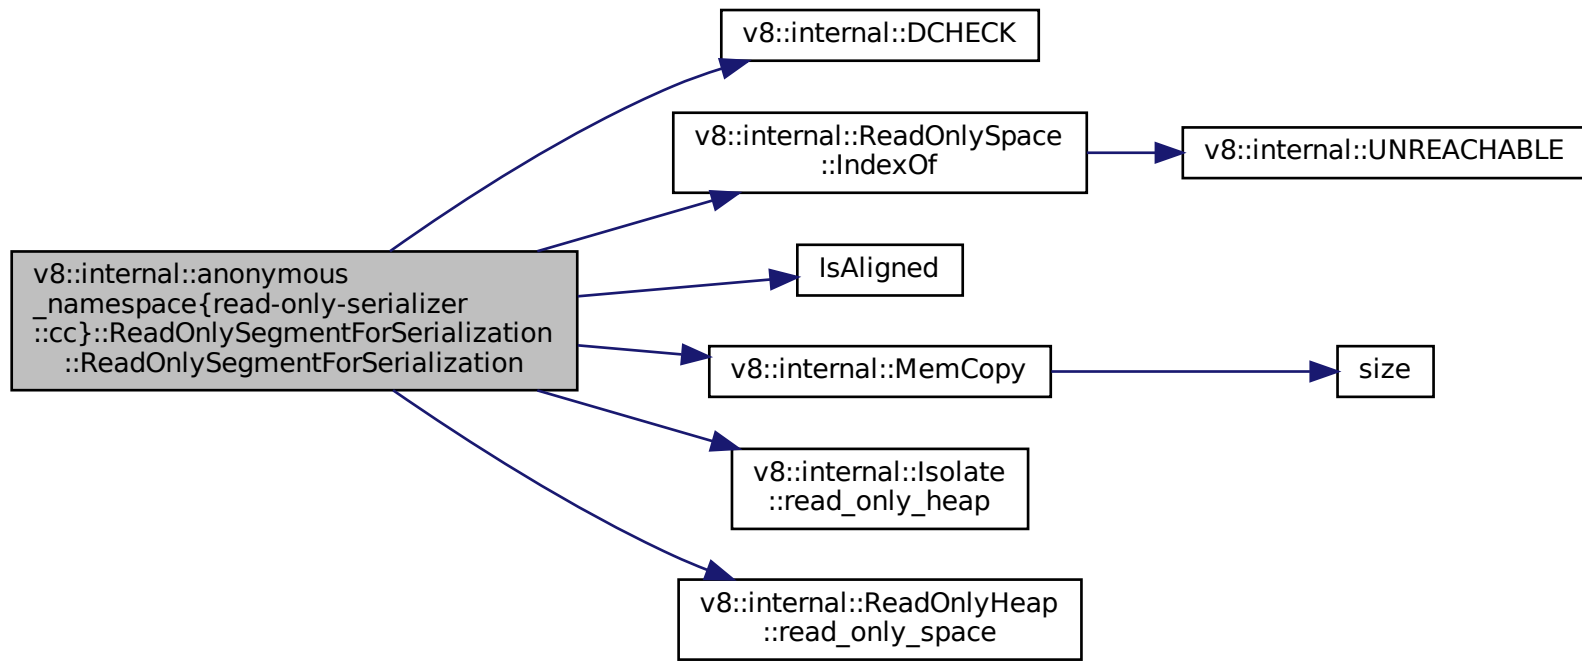 v8::internal::DCHECK
v8::internal::ReadOnlySpace
::IndexOf
v8::internal::UNREACHABLE
IsAligned
v8::internal::anonymous
_namespace{read-only-serializer
::cc}::ReadOnlySegmentForSerialization
::ReadOnlySegmentForSerialization
v8::internal::MemCopy
size
v8::internal::Isolate
::read_only_heap
v8::internal::ReadOnlyHeap
::read_only_space